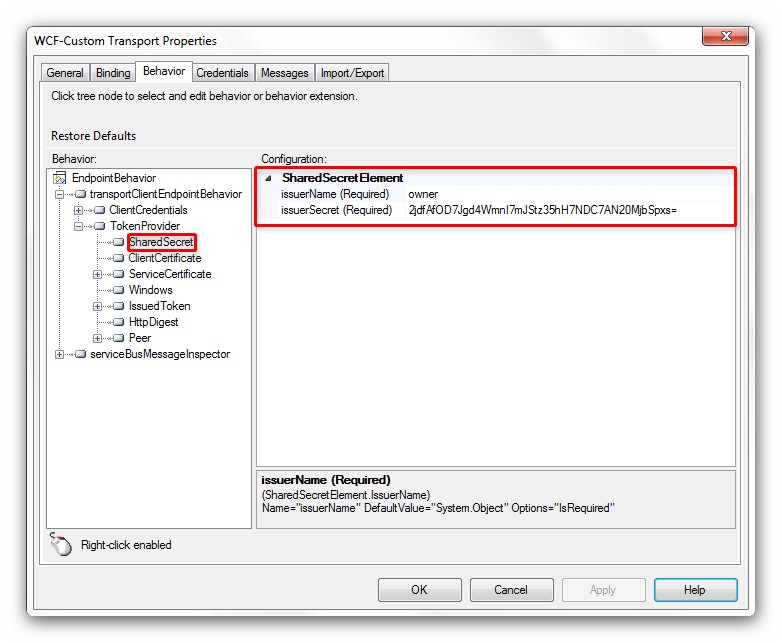 WCF-Custom Transport Properties
General Binding Behavior Credentials Messages Import/Export
Click tree node to select and edit behavior or behavior extension.
Restore Defaults
Behavior:
EndpointBehavior
transportClientEndpointBehavior
ClientCredentials
TokenProvider
SharedSecret
ClientCertificate
ServiceCertificate
Windows
IssuedToken
HttpDigest
Peer
serviceBusMessageInspector
Configuration:
SharedSecretElement
issuerName (Required) owner
issuerSecret (Required) 2jdfAfOD7Jgd4WmnI7mJStz35hH7NDC7AN20MjbSpxs=
issuerName (Required)
(SharedSecretElement.IssuerName)
Name="issuerName" DefaultValue="System.Object" Options="IsRequired"
Right-click enabled
OK Cancel Apply Help